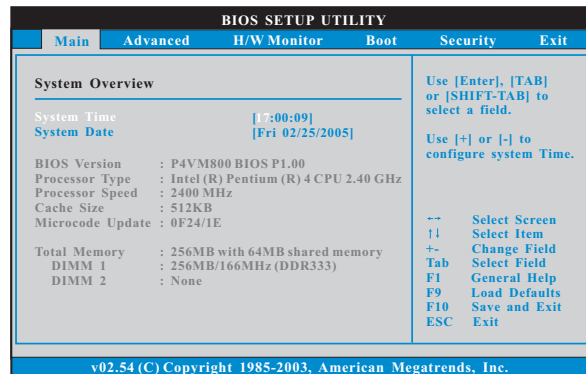 BIOS SETUP UTILITY
Main Advanced H/W Monitor Boot Security Exit
System Overview
System Time [17:00:09]
System Date [Fri 02/25/2005]
BIOS Version : P4VM800 BIOS P1.00
Processor Type : Intel (R) Pentium (R) 4 CPU 2.40 GHz
Processor Speed : 2400 MHz
Cache Size : 512KB
Microcode Update : 0F24/1E
Total Memory : 256MB with 64MB shared memory
DIMM 1 : 256MB/166MHz (DDR333)
DIMM 2 : None
Use [Enter], [TAB]
or [SHIFT-TAB] to
select a field.
Use [+] or [-] to
configure system Time.
←→ Select Screen
↑↓ Select Item
+- Change Field
Tab Select Field
F1 General Help
F9 Load Defaults
F10 Save and Exit
ESC Exit
v02.54 (C) Copyright 1985-2003, American Megatrends, Inc.